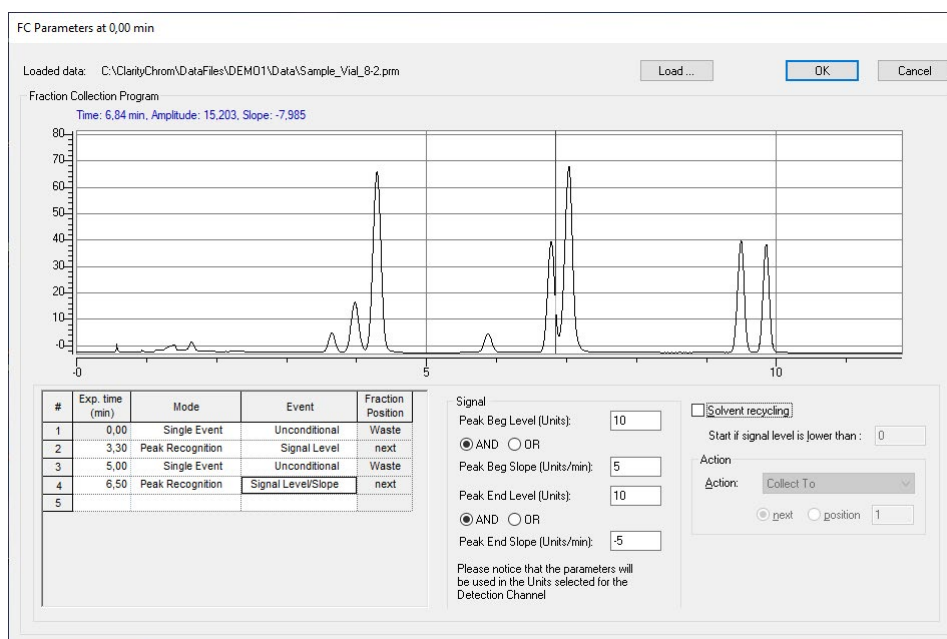 FC Parameters at 0,00 min
Loaded data: C:\ClarityChrom\DataFiles\DEMO1\Data\Sample_Vial_8-2.prm Load ... OK Cancel
Fraction Collection Program
Time: 6,84 min, Amplitude: 15,203, Slope: -7,985
80
70
60
50
40
30
20
10
-0
-0 5 10
# Exp. time (min) Mode Event Fraction Position
1 0,00 Single Event Unconditional Waste
2 3,30 Peak Recognition Signal Level next
3 5,00 Single Event Unconditional Waste
4 6,50 Peak Recognition Signal Level/Slope next
5
Signal
Peak Beg Level (Units): 10
AND OR
Peak Beg Slope (Units/min): 5
Peak End Level (Units): 10
AND OR
Peak End Slope (Units/min): -5
Please notice that the parameters will
be used in the Units selected for the
Detection Channel
Solvent recycling
Start if signal level is lower than : 0
Action
Action: Collect To
next position 1